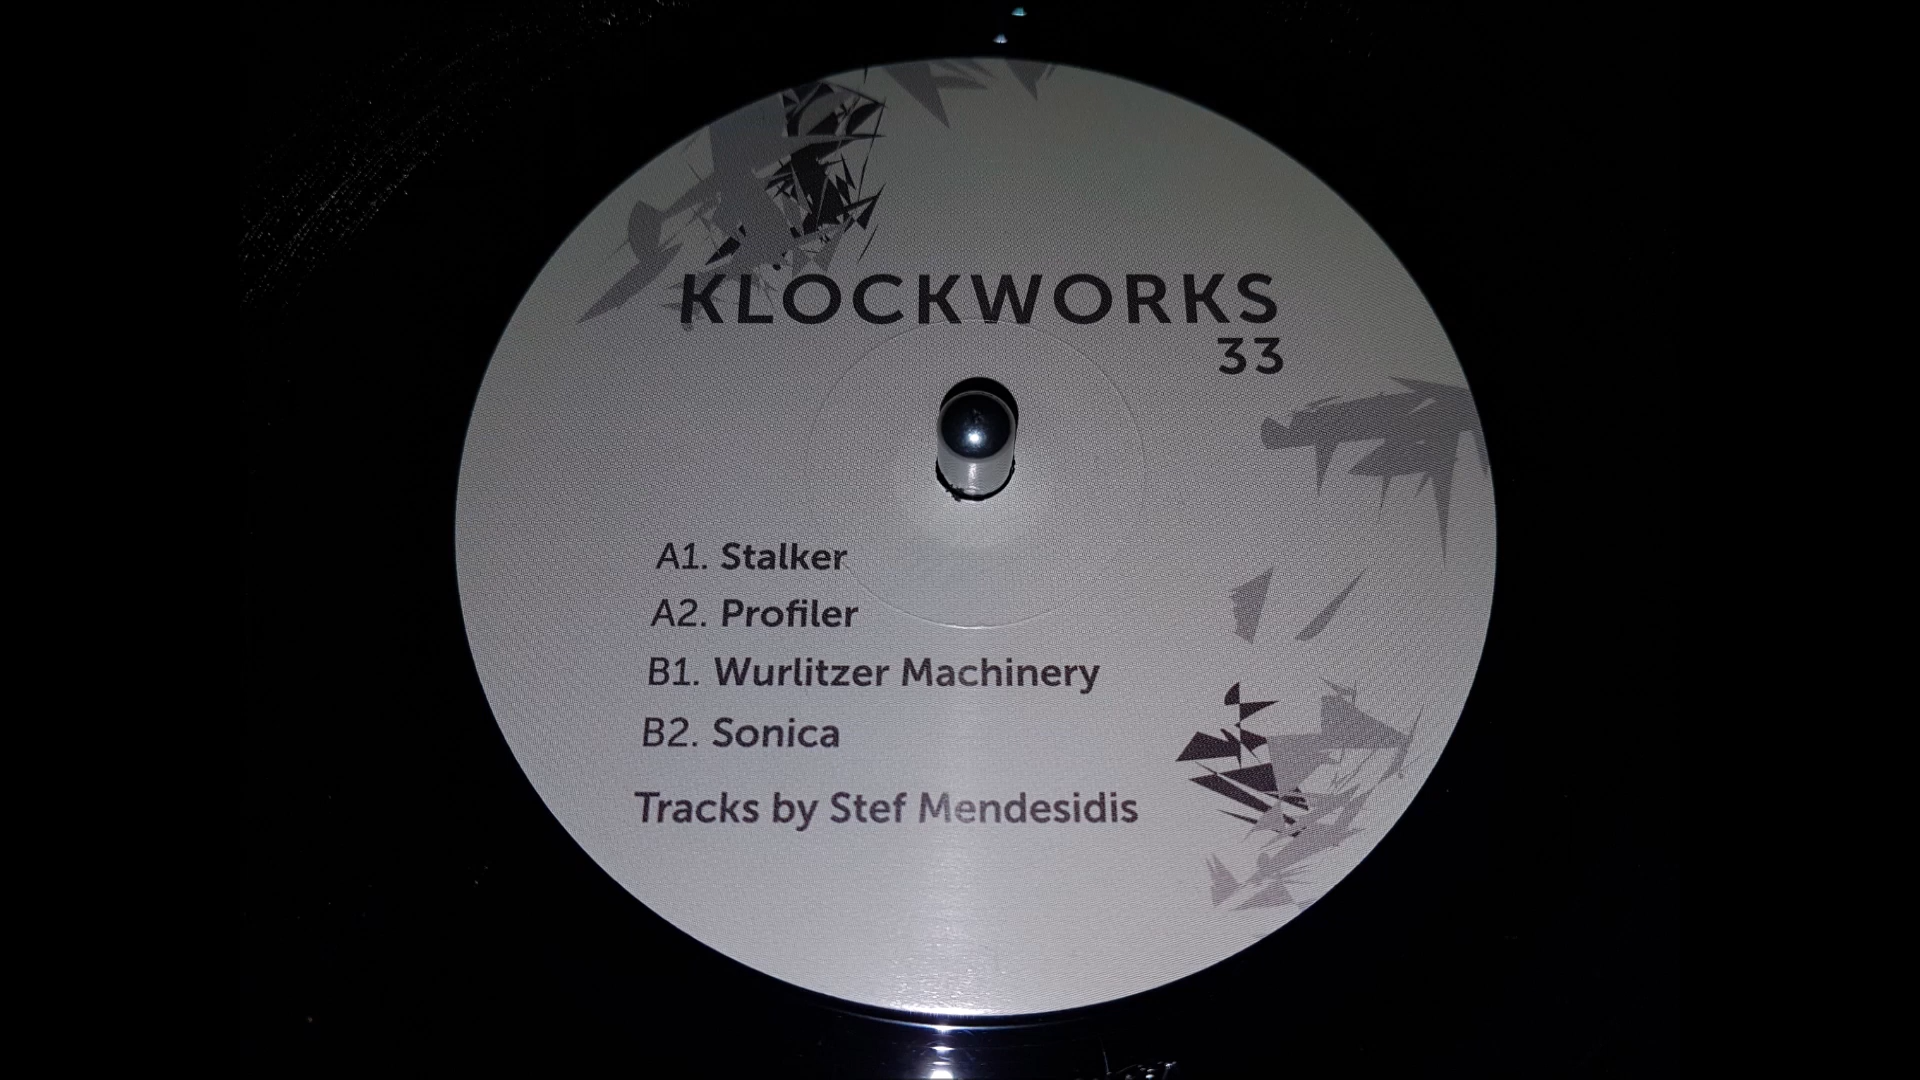 KLOCKWORKS
33
A1. Stalker
A2. Profiler
B1. Wurlitzer Machinery
B2. Sonica
Tracks by Stef Mendesidis